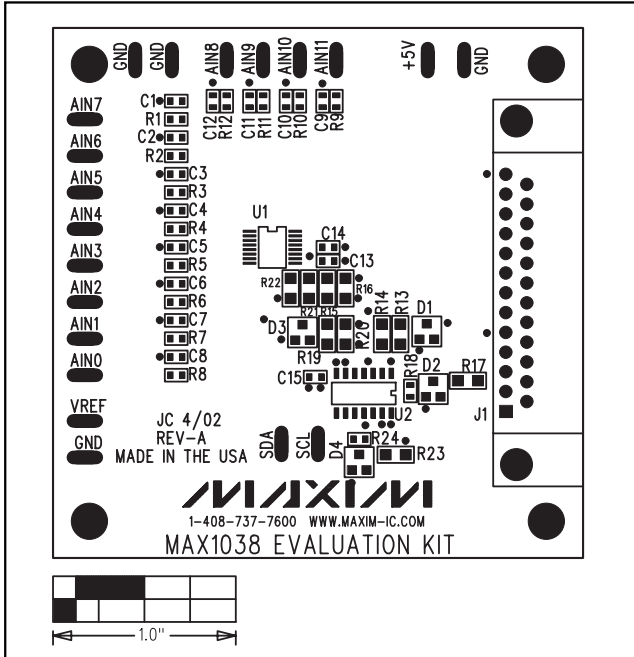 GND GND AIN8 AIN9 AIN10 AIN11 +5V GND
AIN7 C1
R1 C12 R12 C11 R11 C10 R10 C9 R9
AIN6 C2
R2
AIN5 C3
R3
AIN4 C4
R4 U1
AIN3 C5 C14
R5 C13
AIN2 C6 R22 R16
R6 R21 R15 R14 R13 D1
AIN1 C7 D3 R20
R7 R19
AIN0 C8 D2 R17
R8 C15 R18
VREF U2 J1
JC 4/02
GND REV-A SDA SCL D4 R24
MADE IN THE USA R23
MAXIM
1-408-737-7600 WWW.MAXIM-IC.COM
MAX1038 EVALUATION KIT
1.0"